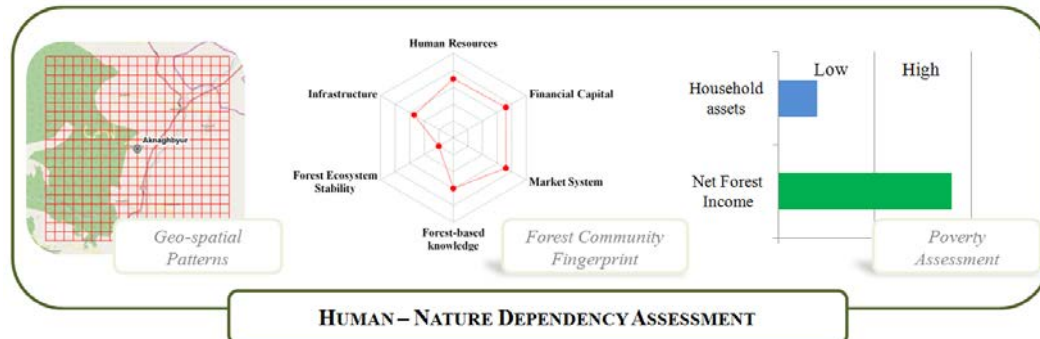 Aknaghbyur
Geo-spatial
Patterns
Human Resources
Infrastructure
Financial Capital
Forest Ecosystem
Stability
Market System
Forest-based
knowledge
Forest Community
Fingerprint
Low
High
Household
assets
Net Forest
Income
Poverty
Assessment
HUMAN – NATURE DEPENDENCY ASSESSMENT